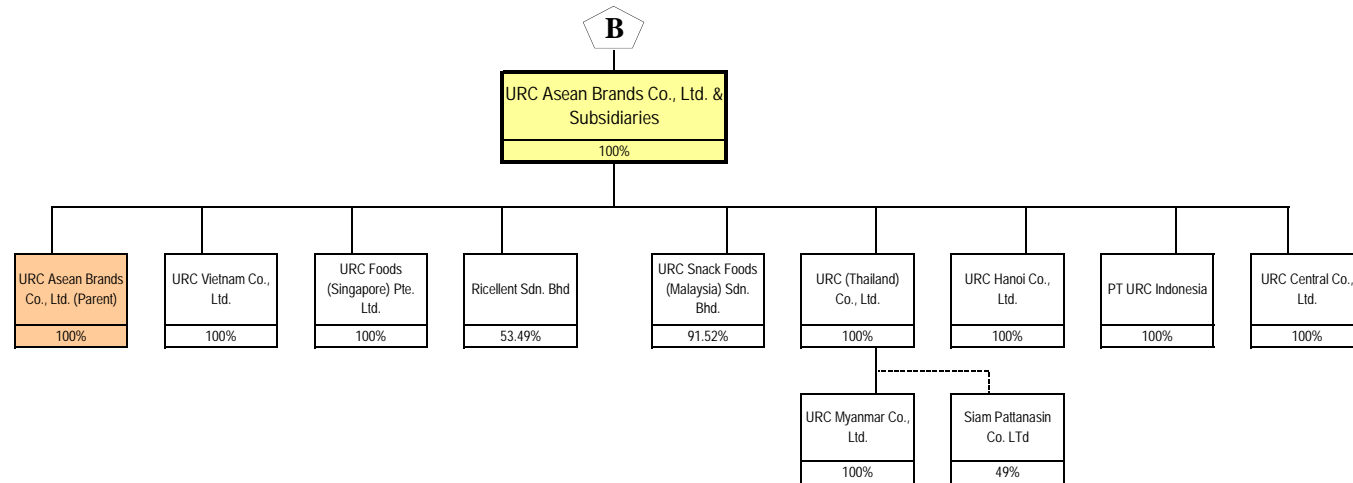 B
URC Asean Brands Co., Ltd. &
Subsidiaries
100%
URC Asean Brands
Co., Ltd. (Parent)
100%
URC Vietnam Co.,
Ltd.
100%
URC Foods
(Singapore) Pte.
Ltd.
100%
Ricellent Sdn. Bhd
53.49%
URC Snack Foods
(Malaysia) Sdn.
Bhd.
91.52%
URC (Thailand)
Co., Ltd.
100%
URC Hanoi Co.,
Ltd.
100%
PT URC Indonesia
100%
URC Central Co.,
Ltd.
100%
URC Myanmar Co.,
Ltd.
100%
Siam Pattanasin
Co. LTd
49%